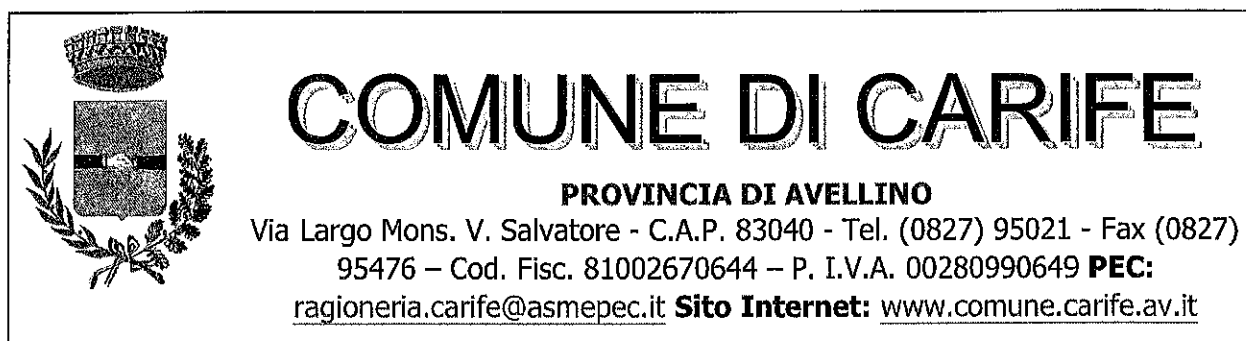 COMUNE DI CARIFE
PROVINCIA DI AVELLINO
Via Largo Mons. V. Salvatore - C.A.P. 83040 - Tel. (0827) 95021 - Fax (0827)
95476 – Cod. Fisc. 81002670644 – P. I.V.A. 00280990649 PEC:
ragioneria.carife@asmepec.it Sito Internet: www.comune.carife.av.it